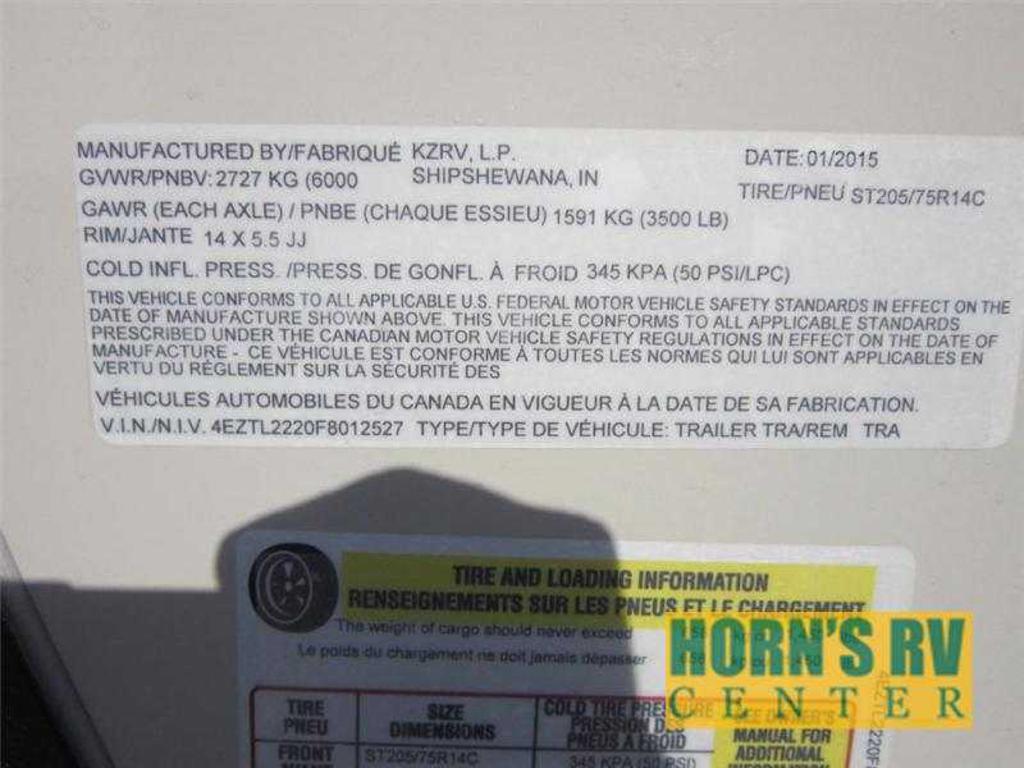 MANUFACTURED BY/FABRIQUÉ KZRV, L.P. DATE: 01/2015
GVWR/PNBV: 2727 KG (6000 SHIPSHEWANA, IN TIRE/PNEU ST205/75R14C
GAWR (EACH AXLE) / PNBE (CHAQUE ESSIEU) 1591 KG (3500 LB)
RIM/JANTE 14 X 5.5 JJ
COLD INFL. PRESS. /PRESS. DE GONFL. À FROID 345 KPA (50 PSI/LPC)
THIS VEHICLE CONFORMS TO ALL APPLICABLE U.S. FEDERAL MOTOR VEHICLE SAFETY STANDARDS IN EFFECT ON THE
DATE OF MANUFACTURE SHOWN ABOVE. THIS VEHICLE CONFORMS TO ALL APPLICABLE STANDARDS
PRESCRIBED UNDER THE CANADIAN MOTOR VEHICLE SAFETY REGULATIONS IN EFFECT ON THE DATE OF
MANUFACTURE - CE VÉHICULE EST CONFORME À TOUTES LES NORMES QUI LUI SONT APPLICABLES EN
VERTU DU RÈGLEMENT SUR LA SÉCURITÉ DES
VÉHICULES AUTOMOBILES DU CANADA EN VIGUEUR À LA DATE DE SA FABRICATION.
V.I.N./N.I.V. 4EZTL2220F8012527 TYPE/TYPE DE VÉHICULE: TRAILER TRA/REM TRA
TIRE AND LOADING INFORMATION
RENSEIGNEMENTS SUR LES PNEUS ET LE CHARGEMENT
The weight of cargo should never exceed
Le poids du chargement ne doit jamais dépasser
HORN'S RV
CENTER
TIRE
PNEU
SIZE
DIMENSIONS
COLD TIRE PRESSURE
PRESSION DES
PNEUS A FROID
SEE OWNER'S
MANUAL FOR
ADDITIONAL
INFORMATION
FRONT
ST205/75R14C
345 KPA (50 PSI)